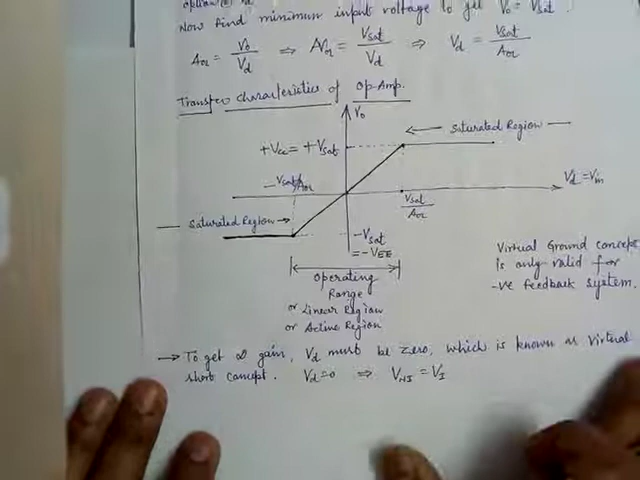 Now find minimum input voltage to get V₀ = Vsat.
AOL = V₀/Vd ⇒ AOL = Vsat/Vd ⇒ Vd = Vsat/AOL
Transfer characteristics of Op-Amp.
V₀
← Saturated Region —
+Vcc = +Vsat
-Vsat/AOL
Vd = Vin
Vsat/AOL
— Saturated Region →
-Vsat
= -VEE
Operating
Range
or Linear Region
or Active Region
Virtual Ground concept
is only valid for
-ve feedback system.
→ To get ∞ gain, Vd must be zero, which is known as Virtual
short concept. Vd=0 ⇒ VNI = VI